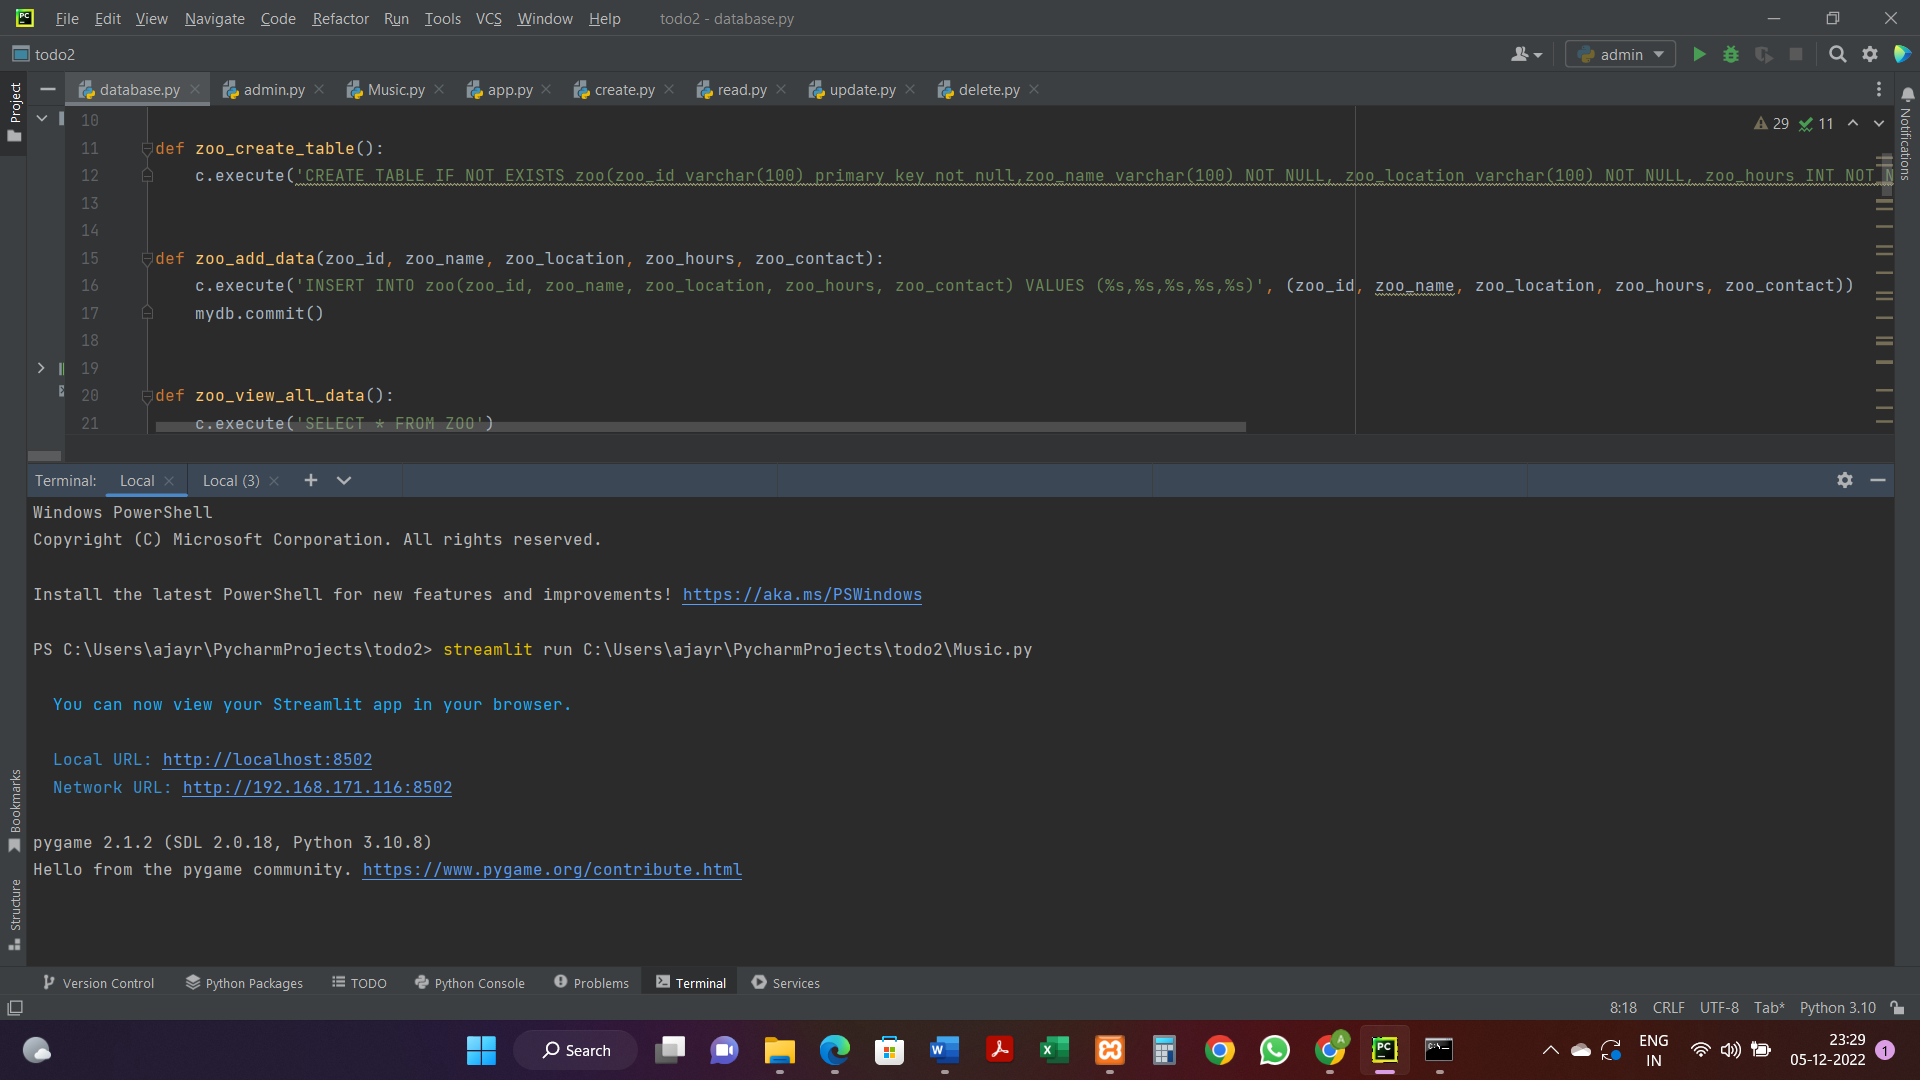 File Edit View Navigate Code Refactor Run Tools VCS Window Help todo2 - database.py
todo2
admin
Project
database.py admin.py Music.py app.py create.py read.py update.py delete.py
Notifications
29 11
10
11 def zoo_create_table():
12 c.execute('CREATE TABLE IF NOT EXISTS zoo(zoo_id varchar(100) primary key not null,zoo_name varchar(100) NOT NULL, zoo_location varchar(100) NOT NULL, zoo_hours INT NOT N
13
14
15 def zoo_add_data(zoo_id, zoo_name, zoo_location, zoo_hours, zoo_contact):
16 c.execute('INSERT INTO zoo(zoo_id, zoo_name, zoo_location, zoo_hours, zoo_contact) VALUES (%s,%s,%s,%s,%s)', (zoo_id, zoo_name, zoo_location, zoo_hours, zoo_contact))
17 mydb.commit()
18
19
20 def zoo_view_all_data():
21 c.execute('SELECT * FROM ZOO')
Terminal: Local Local (3)
Windows PowerShell
Copyright (C) Microsoft Corporation. All rights reserved.
Install the latest PowerShell for new features and improvements! https://aka.ms/PSWindows
PS C:\Users\ajayr\PycharmProjects\todo2> streamlit run C:\Users\ajayr\PycharmProjects\todo2\Music.py
You can now view your Streamlit app in your browser.
Local URL: http://localhost:8502
Network URL: http://192.168.171.116:8502
pygame 2.1.2 (SDL 2.0.18, Python 3.10.8)
Hello from the pygame community. https://www.pygame.org/contribute.html
Bookmarks
Structure
Version Control Python Packages TODO Python Console Problems Terminal Services
8:18 CRLF UTF-8 Tab* Python 3.10
Search
ENG
IN
23:29
05-12-2022
1